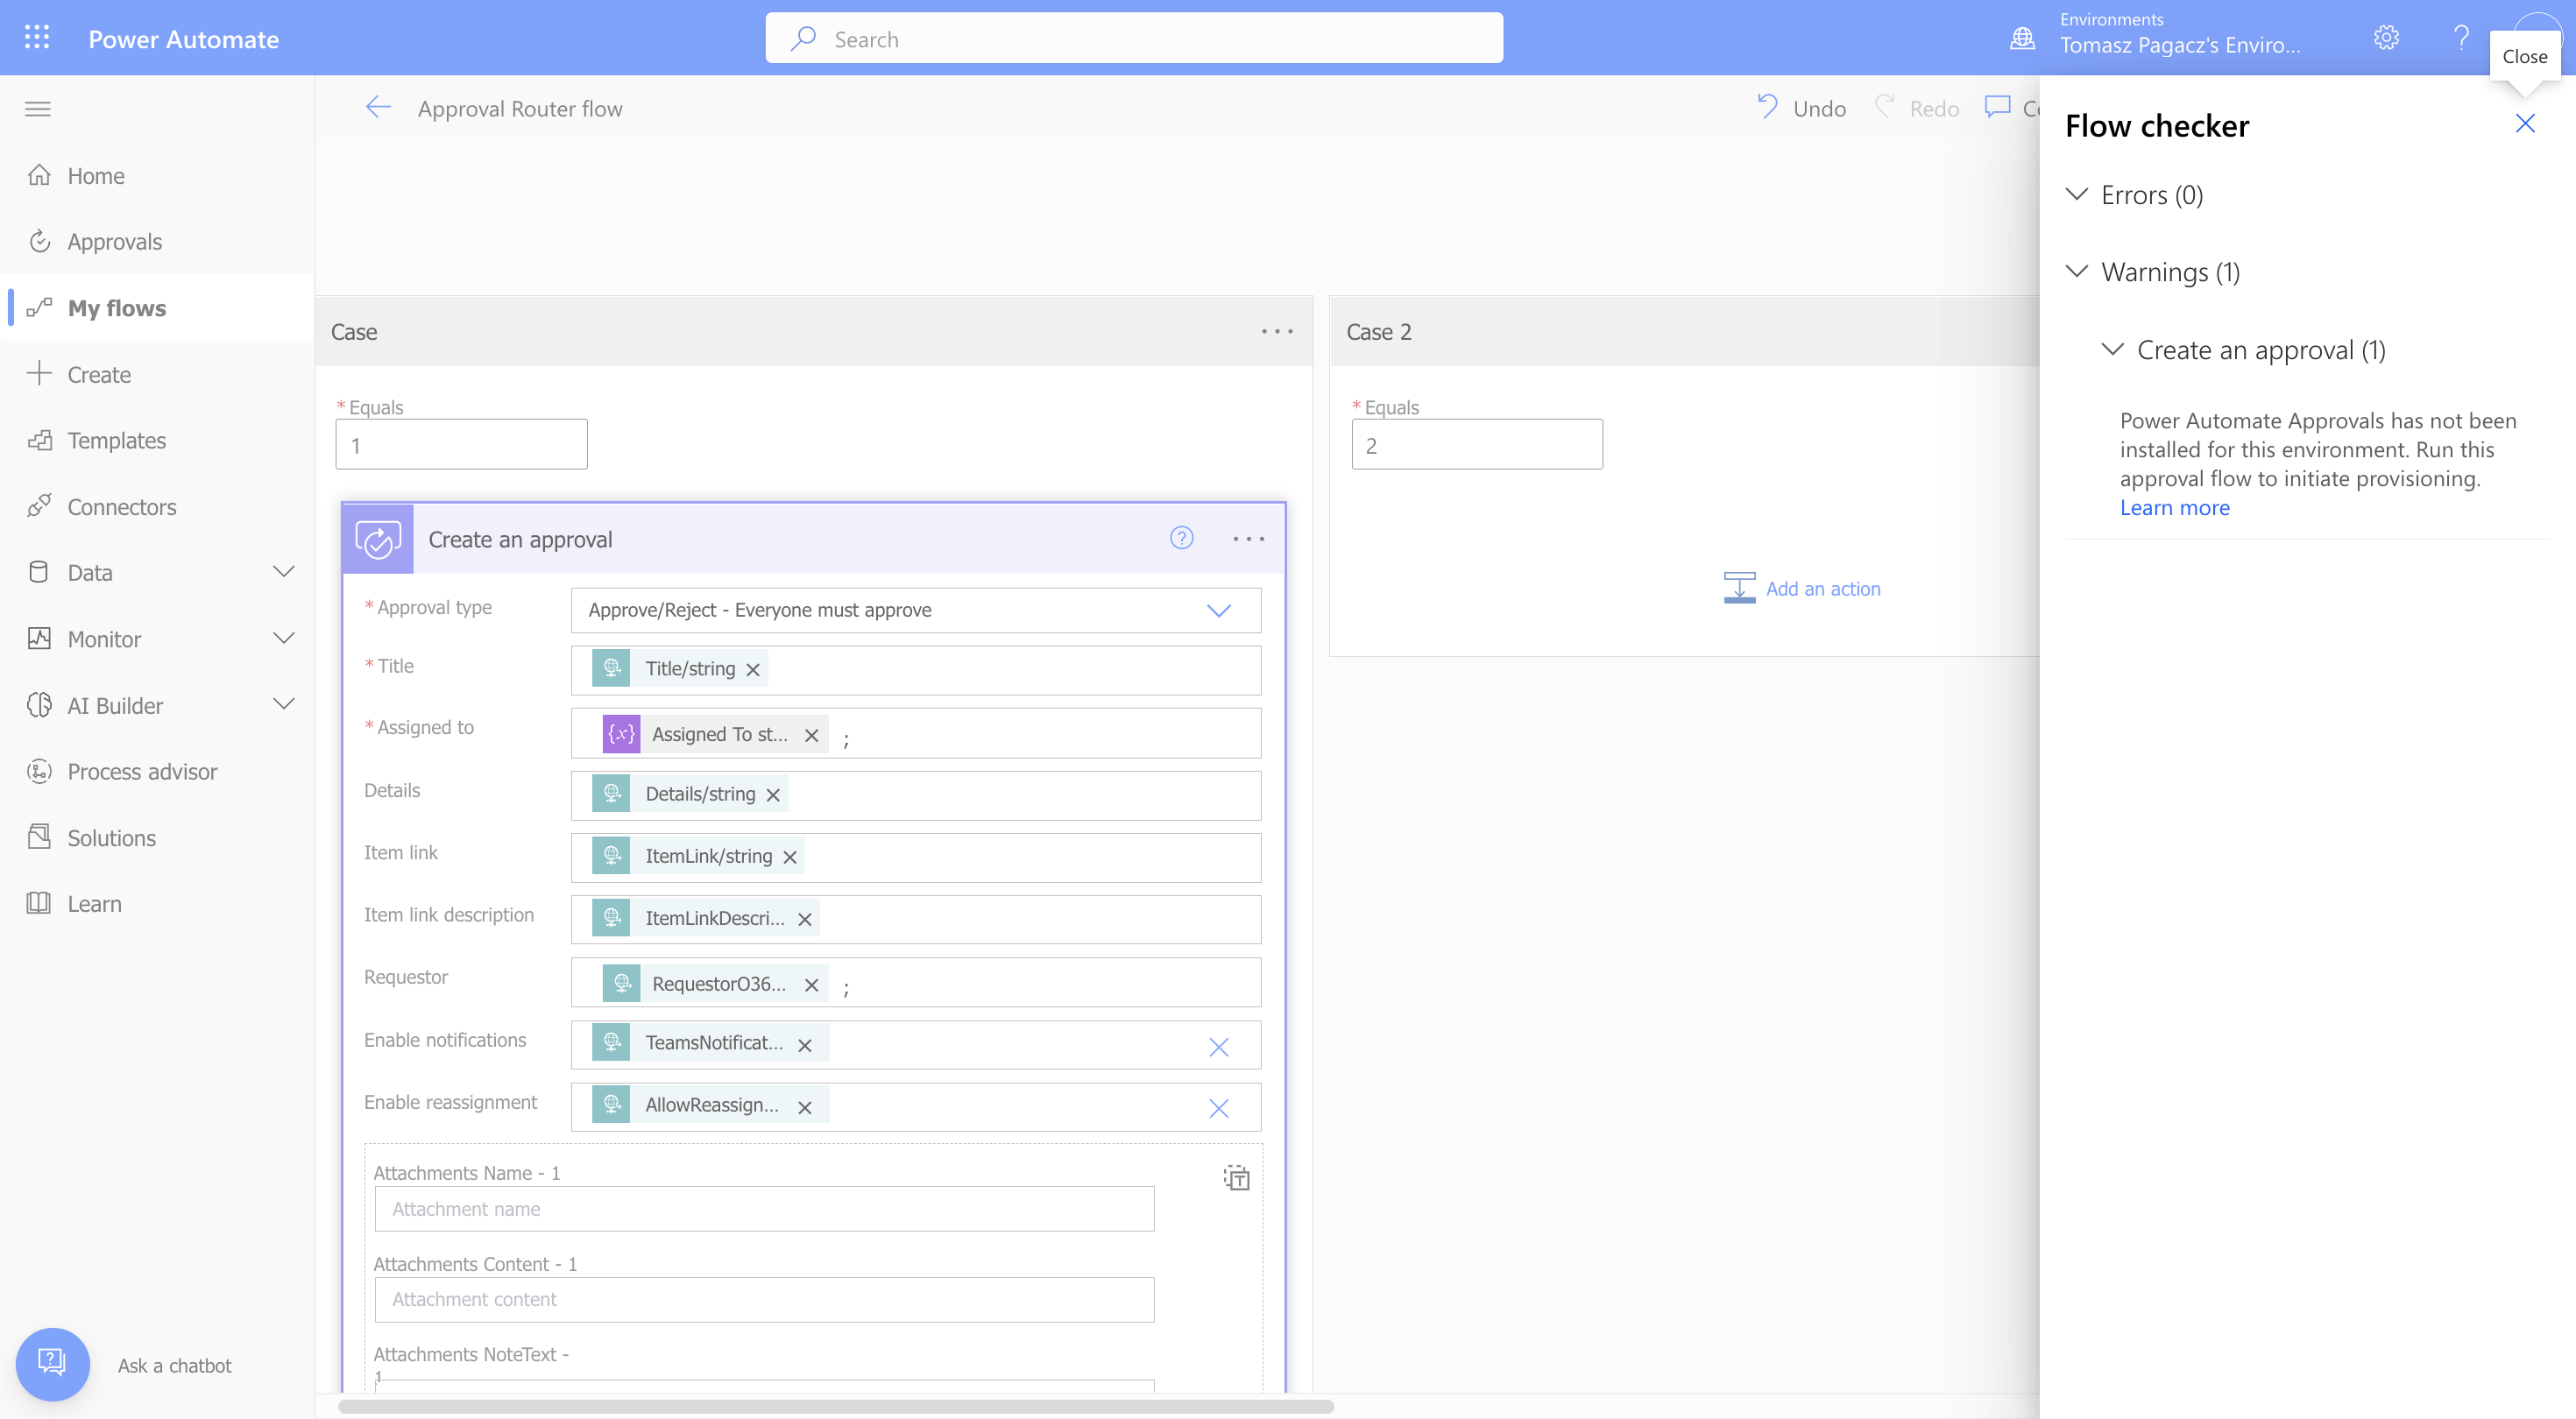 Power Automate
Search
Environments
Tomasz Pagacz's Enviro...
Close
Home
Approvals
My flows
Create
Templates
Connectors
Data
Monitor
AI Builder
Process advisor
Solutions
Learn
Ask a chatbot
Approval Router flow
Undo
Redo
Case
* Equals
1
Create an approval
* Approval type
Approve/Reject - Everyone must approve
* Title
Title/string
* Assigned to
{x} Assigned To st... ;
Details
Details/string
Item link
ItemLink/string
Item link description
ItemLinkDescri...
Requestor
RequestorO36... ;
Enable notifications
TeamsNotificat...
Enable reassignment
AllowReassign...
Attachments Name - 1
Attachment name
Attachments Content - 1
Attachment content
Attachments NoteText -
1
Case 2
* Equals
2
Add an action
Flow checker
Errors (0)
Warnings (1)
Create an approval (1)
Power Automate Approvals has not been
installed for this environment. Run this
approval flow to initiate provisioning.
Learn more